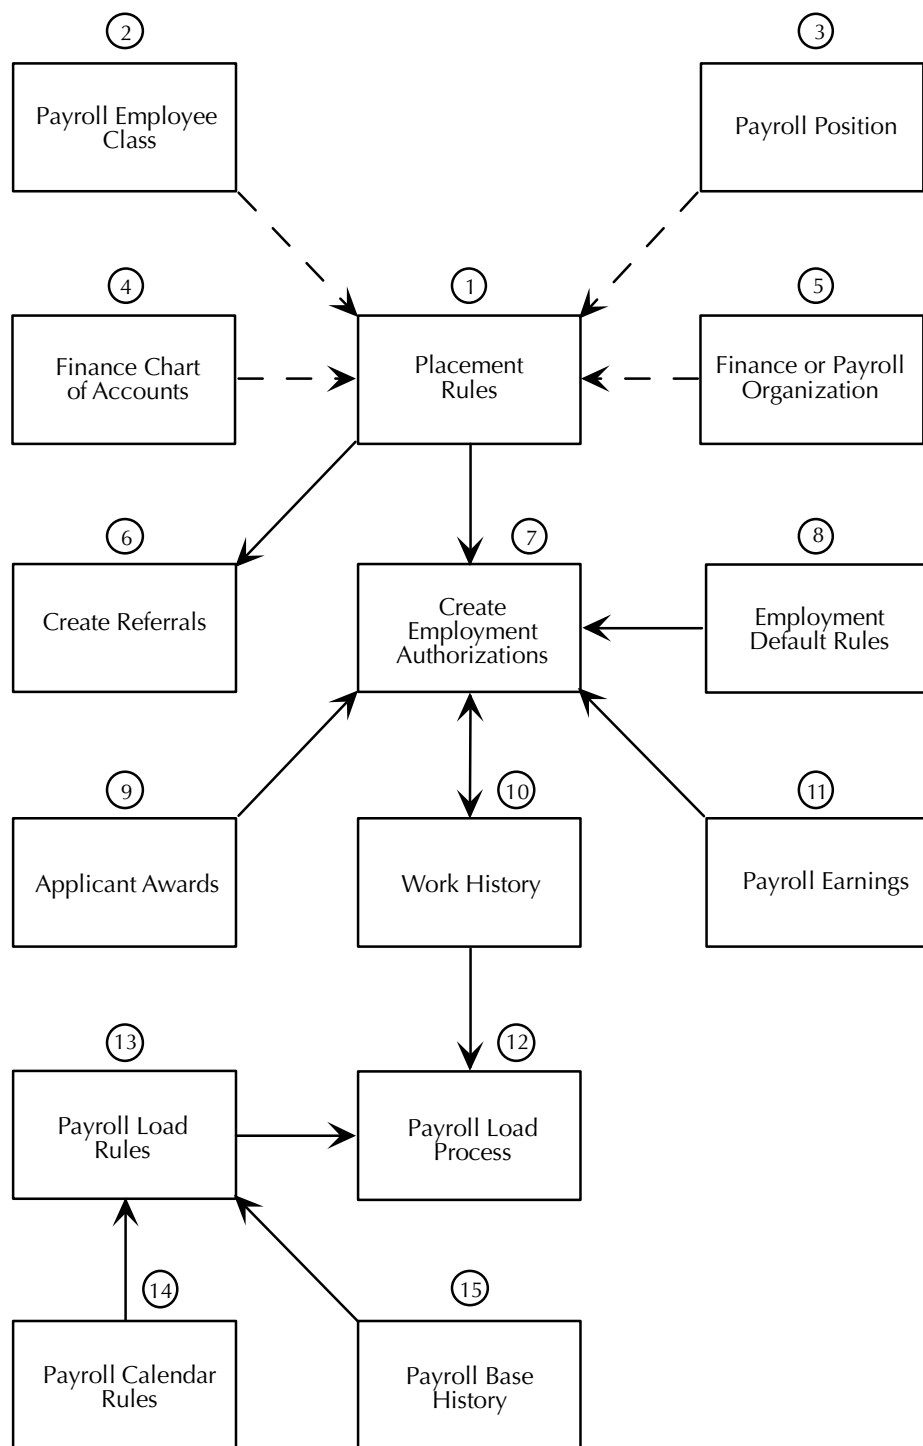 2
3
Payroll Employee
Class
Payroll Position
4
1
5
Finance Chart
of Accounts
Placement
Rules
Finance or Payroll
Organization
6
7
8
Create Referrals
Create
Employment
Authorizations
Employment
Default Rules
9
10
11
Applicant Awards
Work History
Payroll Earnings
13
12
Payroll Load
Rules
Payroll Load
Process
14
15
Payroll Calendar
Rules
Payroll Base
History